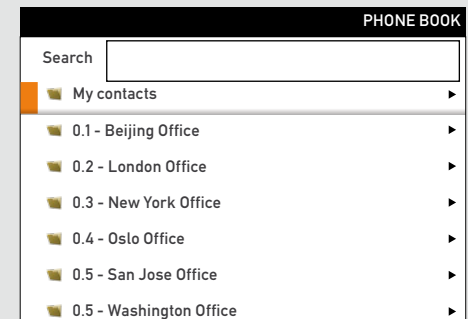 PHONE BOOK
Search
My contacts
0.1 - Beijing Office
0.2 - London Office
0.3 - New York Office
0.4 - Oslo Office
0.5 - San Jose Office
0.5 - Washington Office